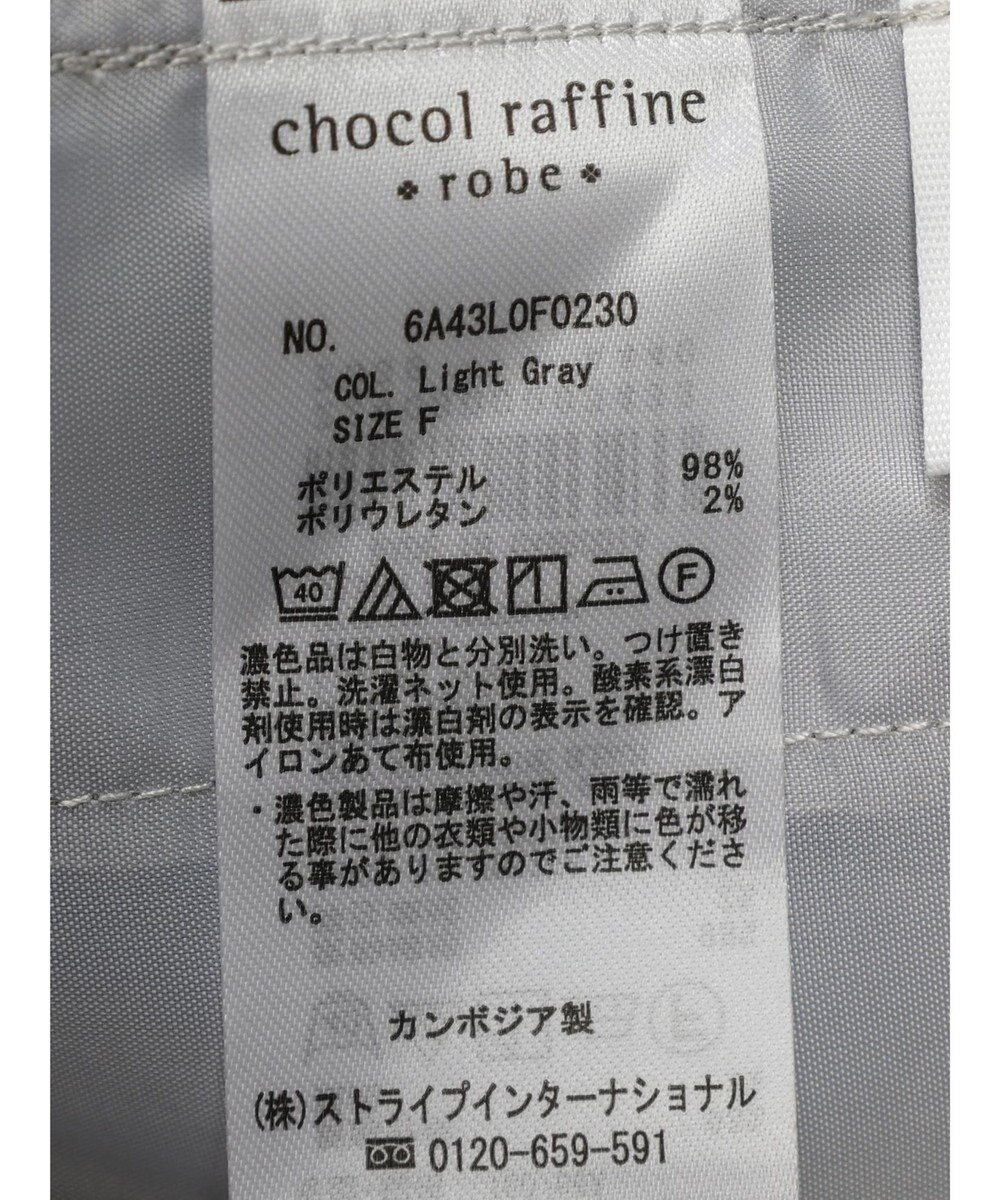 chocol raffine
robe
NO. 6A43L0F0230
COL. Light Gray
SIZE F
ポリエステル 98%
ポリウレタン 2%
40 F
濃色品は白物と分別洗い。つけ置き
禁止。洗濯ネット使用。酸素系漂白
剤使用時は漂白剤の表示を確認。ア
イロンあて布使用。
・濃色製品は摩擦や汗、雨等で濡れ
た際に他の衣類や小物類に色が移
る事がありますのでご注意くださ
い。
カンボジア製
(株)ストライプインターナショナル
0120-659-591